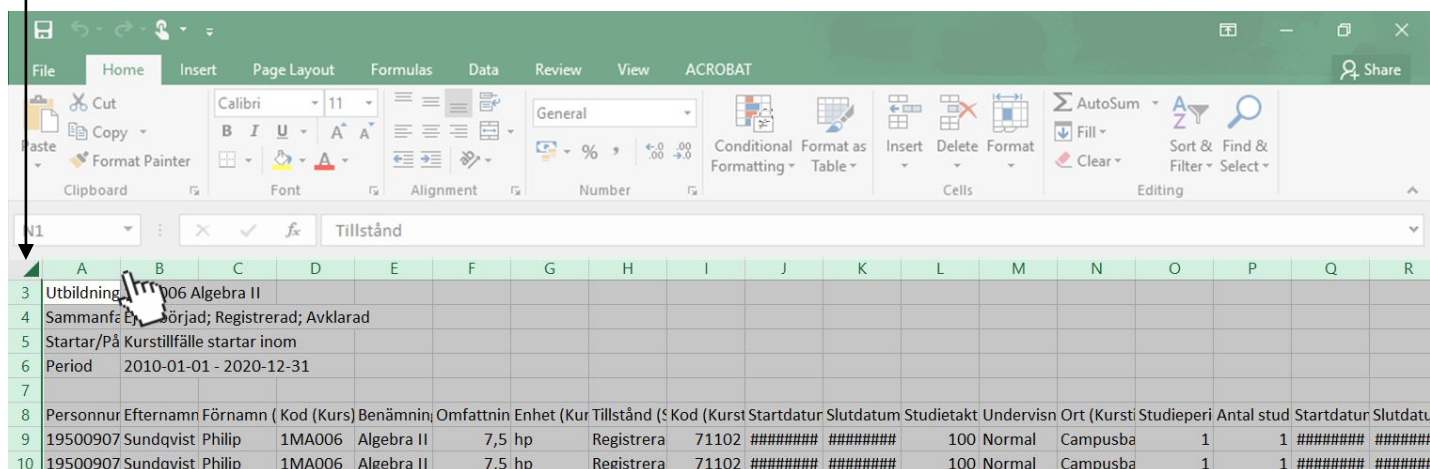 File Home Insert Page Layout Formulas Data Review View ACROBAT Share
Cut Calibri 11 General AutoSum
Copy B I U A A Fill
Paste Format Painter A % , Conditional Formatting Format as Table Insert Delete Format Clear Sort & Filter Find & Select
Clipboard Font Alignment Number Cells Editing
N1 fx Tillstånd
A B C D E F G H I J K L M N O P Q R
3 Utbildning 006 Algebra II
4 Sammanfa börjad; Registrerad; Avklarad
5 Startar/På Kurstillfälle startar inom
6 Period 2010-01-01 - 2020-12-31
7
8 Personnur Efternamn Förnamn ( Kod (Kurs) Benämning Omfattnin Enhet (Kur Tillstånd (S Kod (Kurst Startdatur Slutdatum Studietakt Undervisn Ort (Kursti Studieperi Antal stud Startdatur Slutdatu
9 19500907 Sundqvist Philip 1MA006 Algebra II 7,5 hp Registrera 71102 ######## ######## 100 Normal Campusba 1 1 ######## #######
10 19500907 Sundqvist Philip 1MA006 Algebra II 7,5 hp Registrera 71102 ######## ######## 100 Normal Campusba 1 1 ######## #######